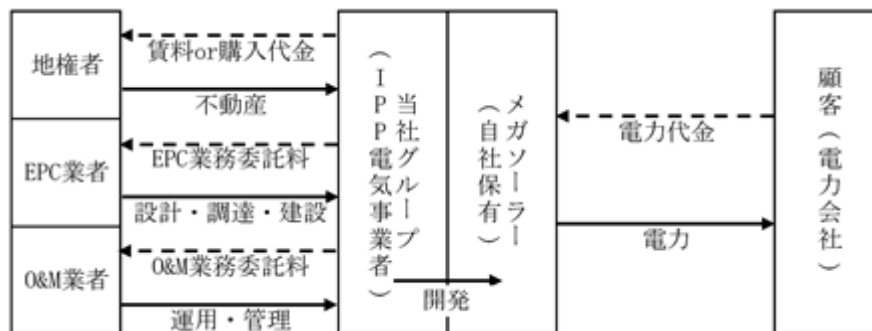 地権者
賃料or購入代金
不動産
EPC業者
EPC業務委託料
設計・調達・建設
O&M業者
O&M業務委託料
運用・管理
当社グループ
（IPP電気事業者）
メガソーラー
（自社保有）
開発
電力代金
電力
顧客（電力会社）